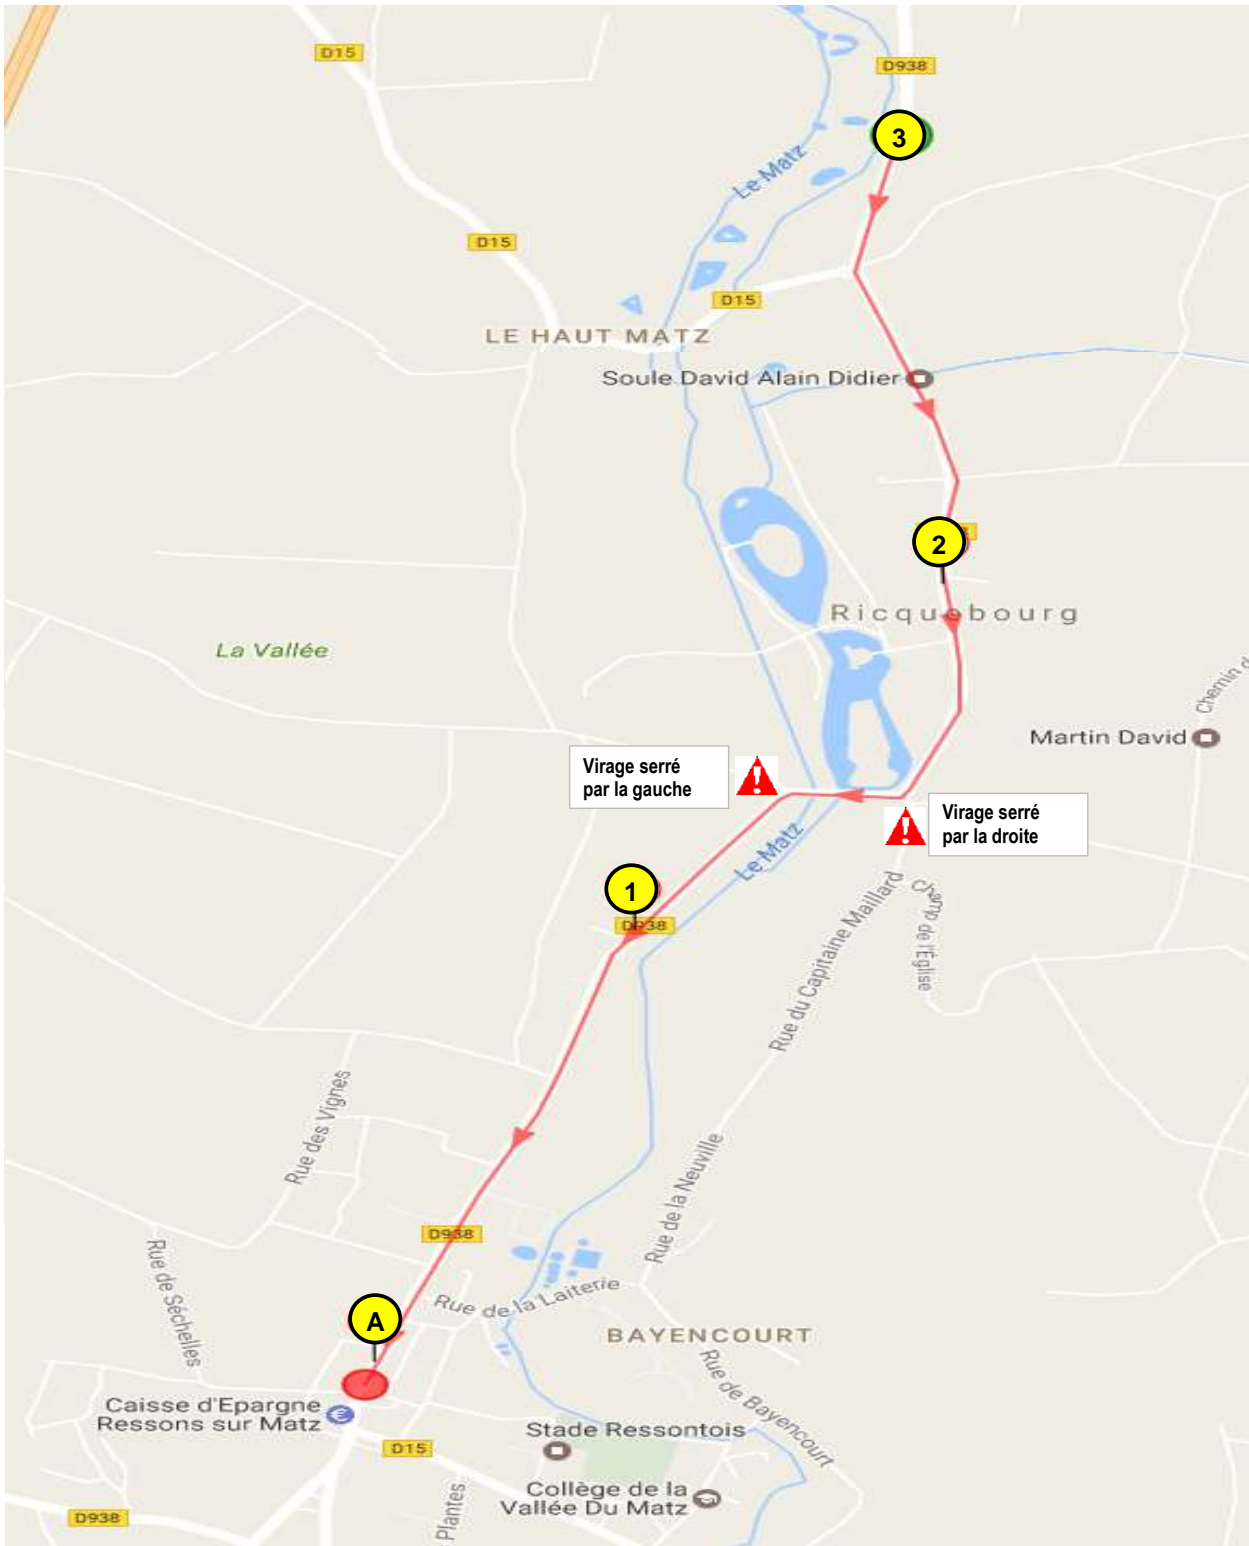 D15
D938
3
Le Matz
D15
D15
LE HAUT MATZ
Soule David Alain Didier
2
Ricquebourg
La Vallée
Chemin d
Martin David
Virage serré
par la gauche
Virage serré
par la droite
Le Matz
1
D938
Rue du Capitaine Maillard
Champ de l'Église
Rue des Vignes
Rue de la Neuville
D938
Rue de Séchelles
Rue de la Laiterie
A
BAYENCOURT
Rue de Bayencourt
Caisse d'Epargne
Ressons sur Matz
€
Stade Ressontois
D15
Collège de la
Vallée Du Matz
Plantes
D938